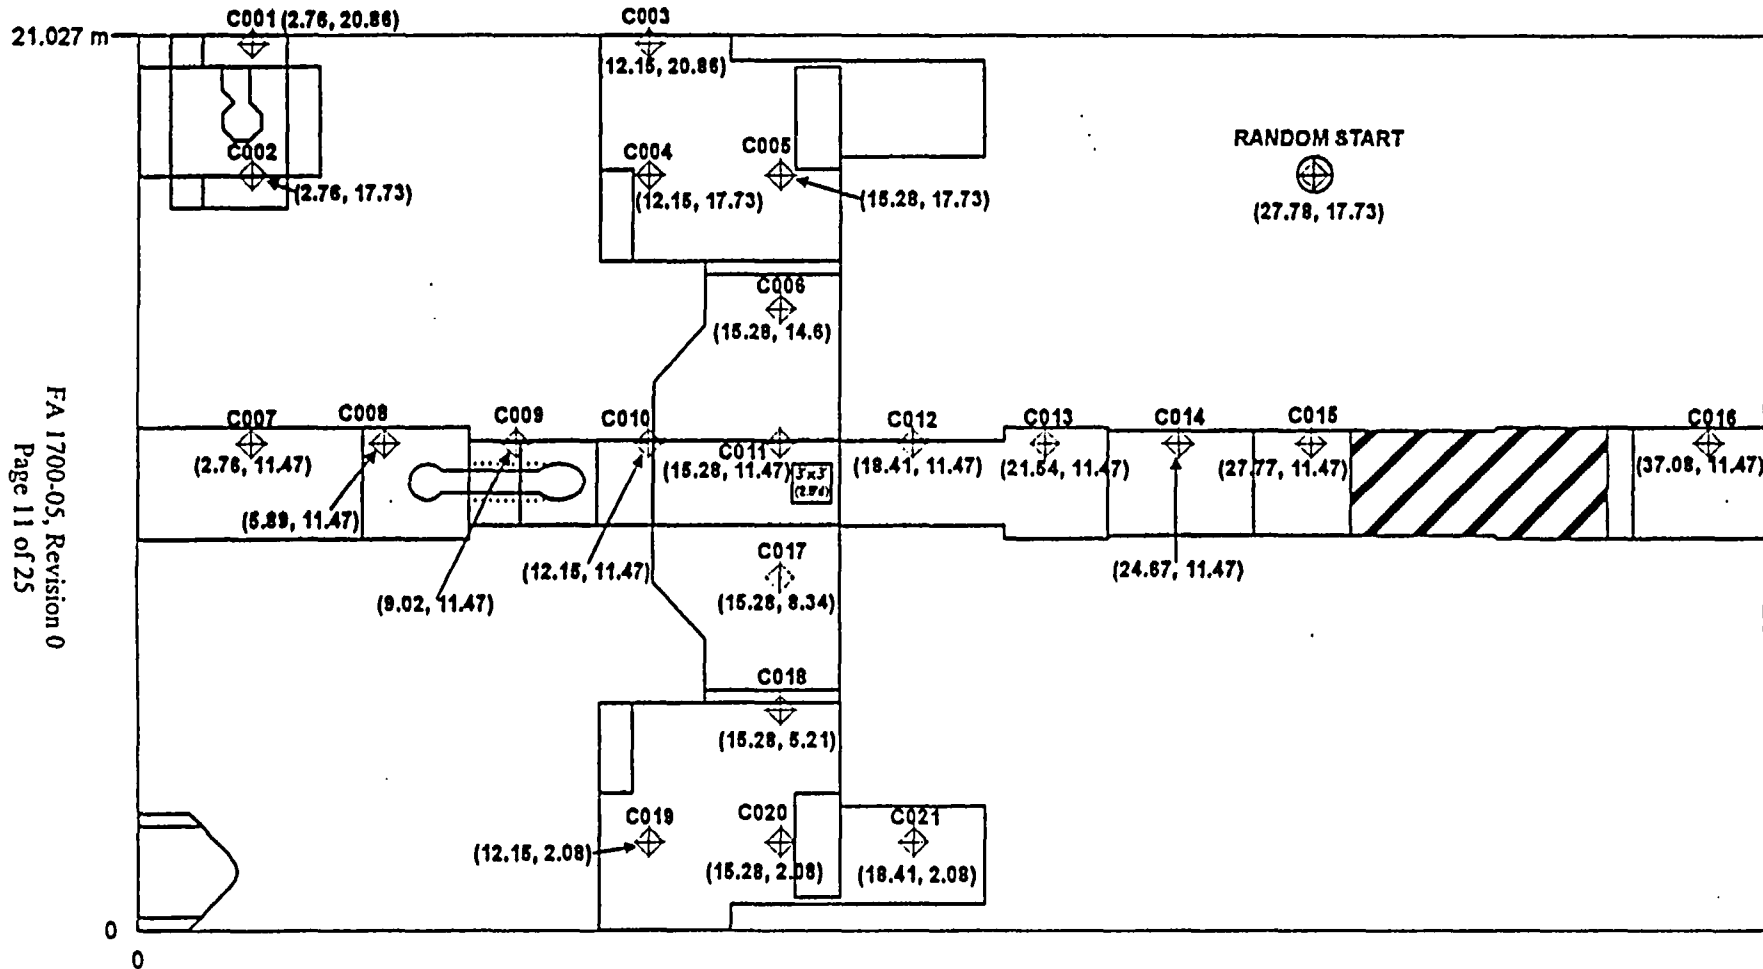 C001 (2.76, 20.86)
C003
21.027 m
(12.15, 20.86)
RANDOM START
C002
C004
C005
(2.76, 17.73)
(12.15, 17.73)
(15.28, 17.73)
(27.78, 17.73)
C006
(15.28, 14.6)
FA 1700-05, Revision 0
Page 11 of 25
C007
C008
C009
C010
C011
C012
C013
C014
C015
C016
(2.76, 11.47)
(15.28, 11.47)
(18.41, 11.47)
(21.54, 11.47)
(27.77, 11.47)
(37.08, 11.47)
(5.89, 11.47)
(12.15, 11.47)
(24.67, 11.47)
(9.02, 11.47)
C017
(15.28, 8.34)
C018
(15.28, 5.21)
C019
C020
C021
(12.15, 2.08)
(15.28, 2.08)
(18.41, 2.08)
0
0